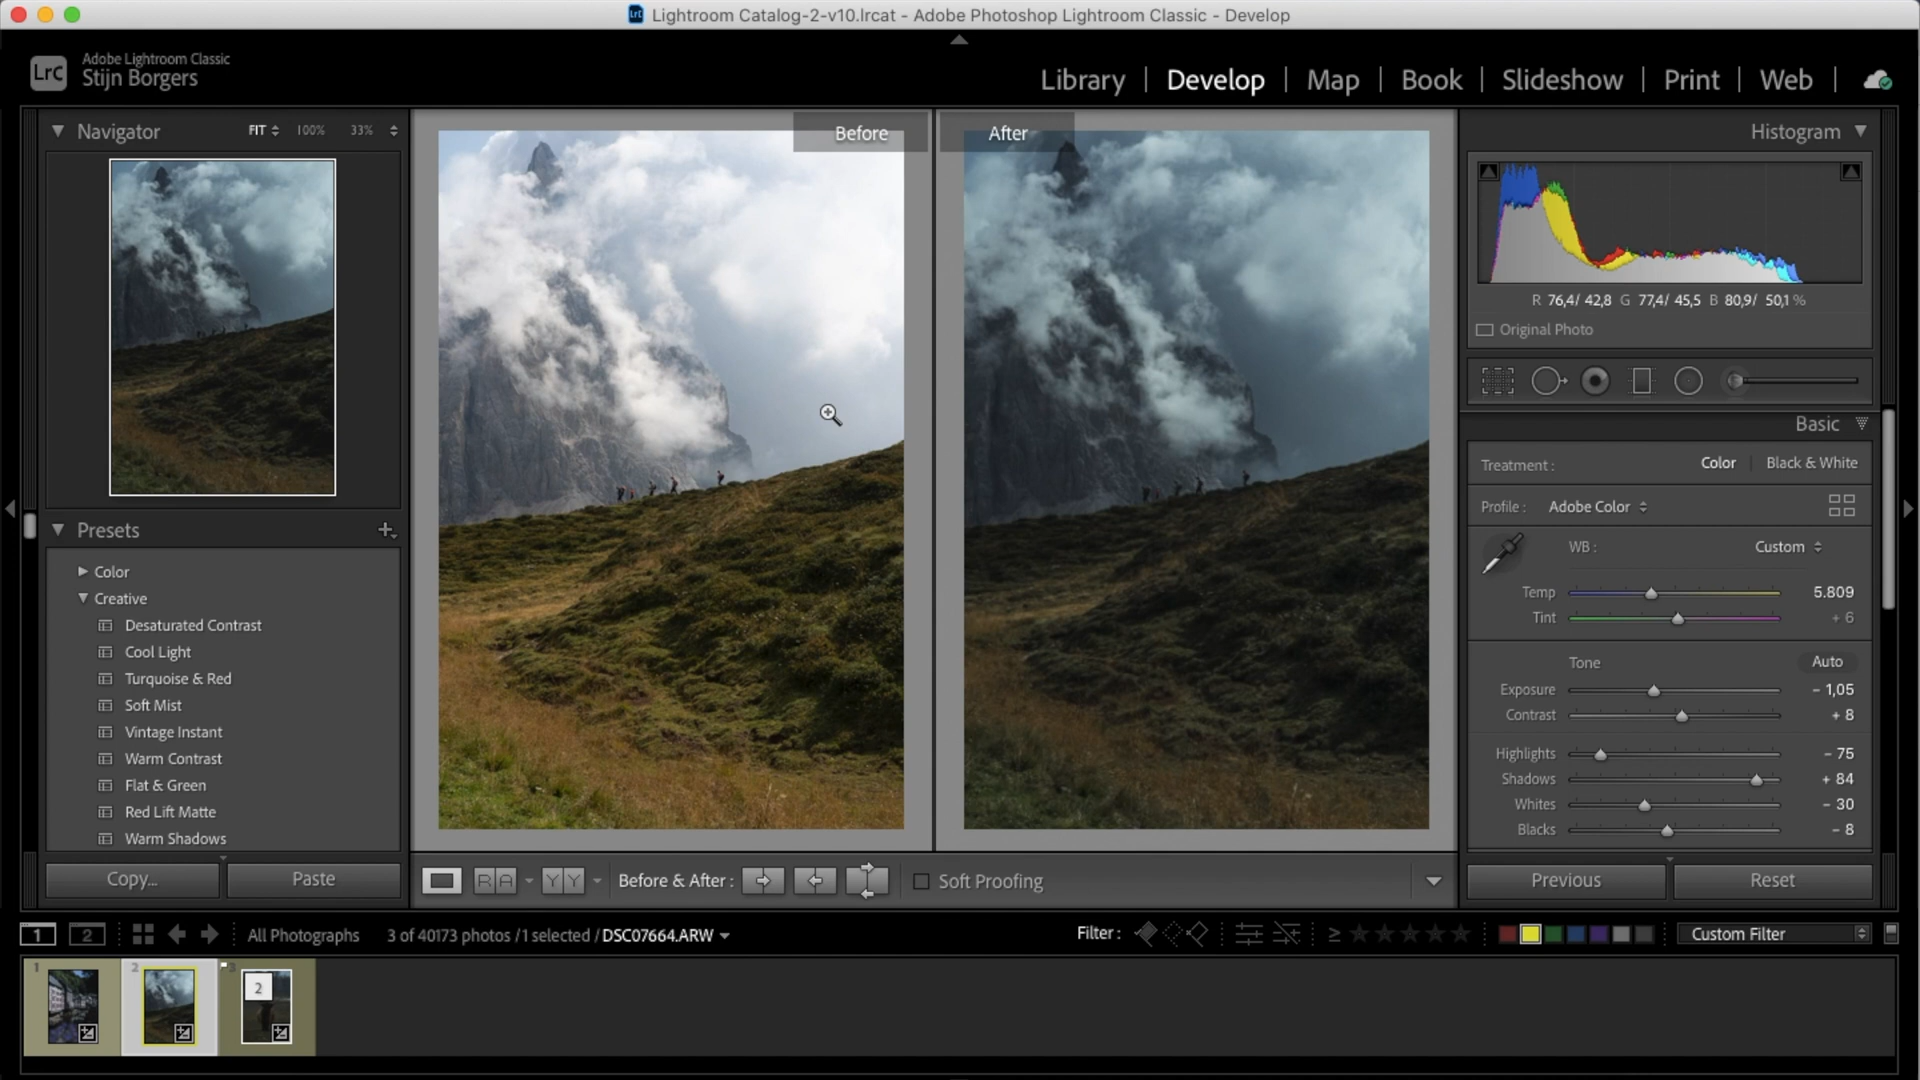 Lightroom Catalog-2-v10.lrcat - Adobe Photoshop Lightroom Classic - Develop
LrC
Adobe Lightroom Classic
Stijn Borgers
Library | Develop | Map | Book | Slideshow | Print | Web |
Navigator FIT 100% 33%
Before
After
Histogram
R 76,4/ 42,8 G 77,4/ 45,5 B 80,9/ 50,1 %
Original Photo
Basic
Treatment : Color | Black & White
Profile : Adobe Color
WB : Custom
Temp 5.809
Tint + 6
Tone Auto
Exposure - 1,05
Contrast + 8
Highlights - 75
Shadows + 84
Whites - 30
Blacks - 8
Presets
Color
Creative
Desaturated Contrast
Cool Light
Turquoise & Red
Soft Mist
Vintage Instant
Warm Contrast
Flat & Green
Red Lift Matte
Warm Shadows
Copy... Paste
R A Y Y Before & After : Soft Proofing
Previous Reset
1 2 All Photographs 3 of 40173 photos /1 selected / DSC07664.ARW
Filter : ≥ Custom Filter
1 2 3
2